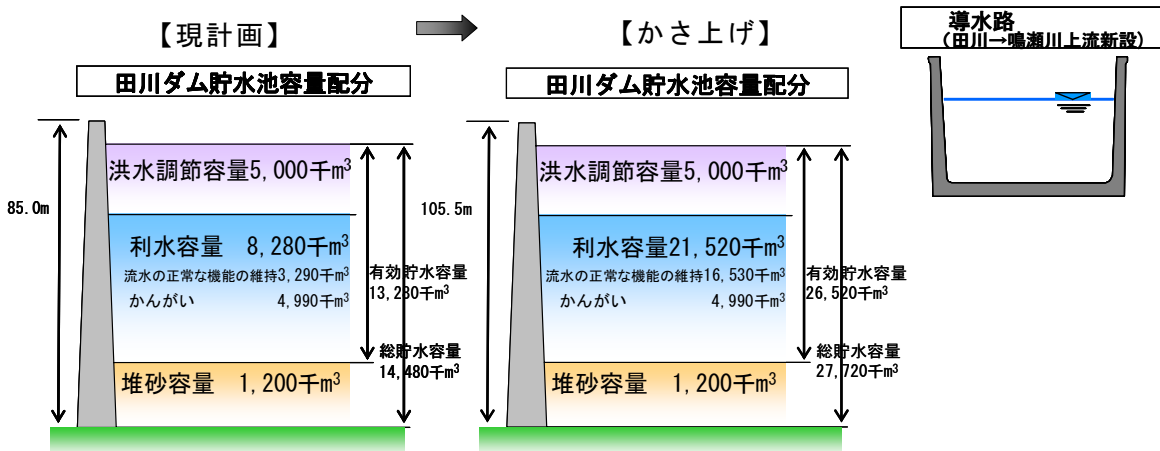 【現計画】
田川ダム貯水池容量配分
85.0m
洪水調節容量5,000千m³
利水容量 8,280千m³
流水の正常な機能の維持3,290千m³
かんがい 4,990千m³
有効貯水容量
13,280千m³
総貯水容量
14,480千m³
堆砂容量 1,200千m³
【かさ上げ】
田川ダム貯水池容量配分
105.5m
洪水調節容量5,000千m³
利水容量21,520千m³
流水の正常な機能の維持16,530千m³
かんがい 4,990千m³
有効貯水容量
26,520千m³
総貯水容量
27,720千m³
堆砂容量 1,200千m³
導水路
(田川→鳴瀬川上流新設)